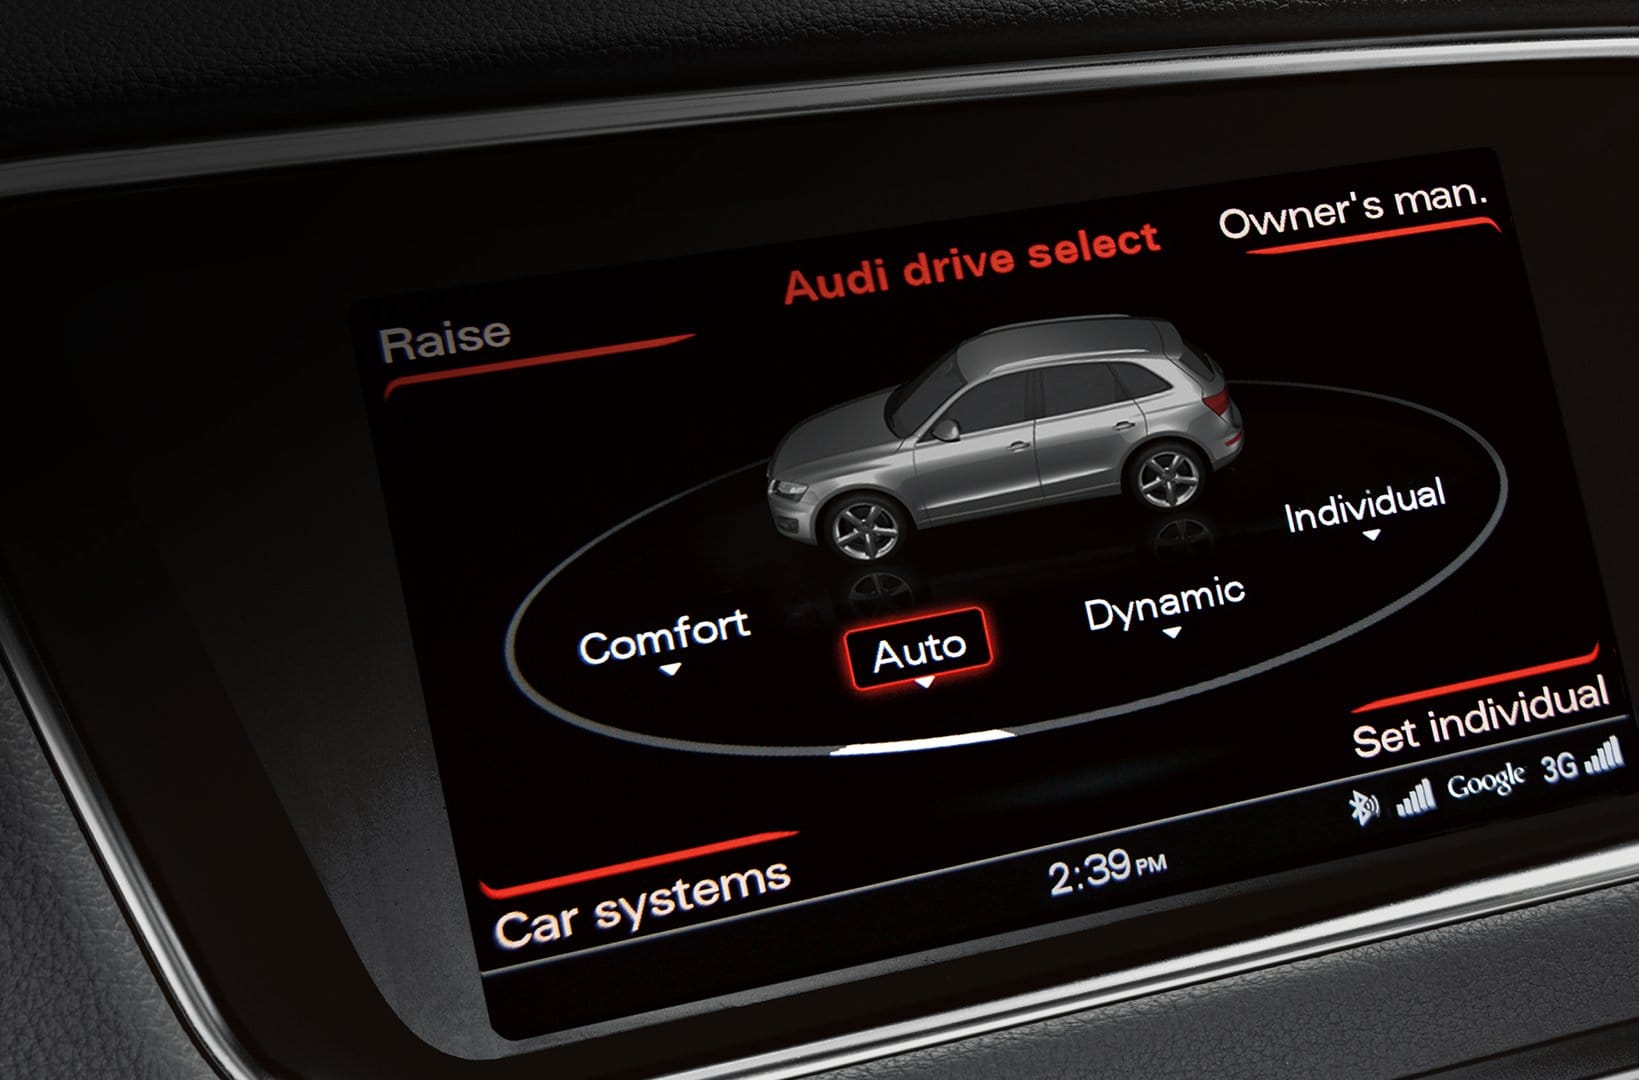 Audi drive select
Owner's man.
Raise
Individual
Dynamic
Comfort
Auto
Set individual
Google 3G
Car systems
2:39 PM